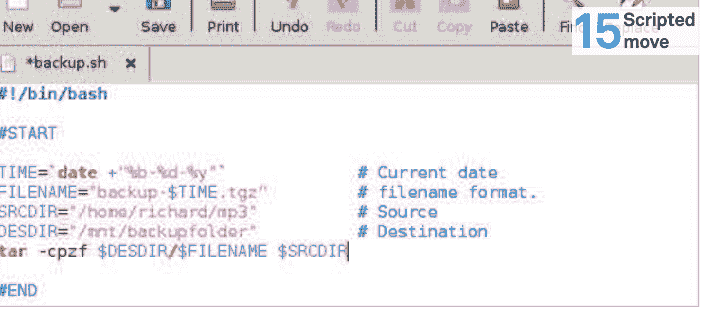 New Open Save Print Undo Redo Cut Copy Paste
15 Scripted
move
*backup.sh
#!/bin/bash
#START
TIME=`date +"%b-%d-%y"` # Current date
FILENAME="backup-$TIME.tgz" # filename format.
SRCDIR="/home/richard/mp3" # Source
DESDIR="/mnt/backupfolder" # Destination
tar -cpzf $DESDIR/$FILENAME $SRCDIR
#END